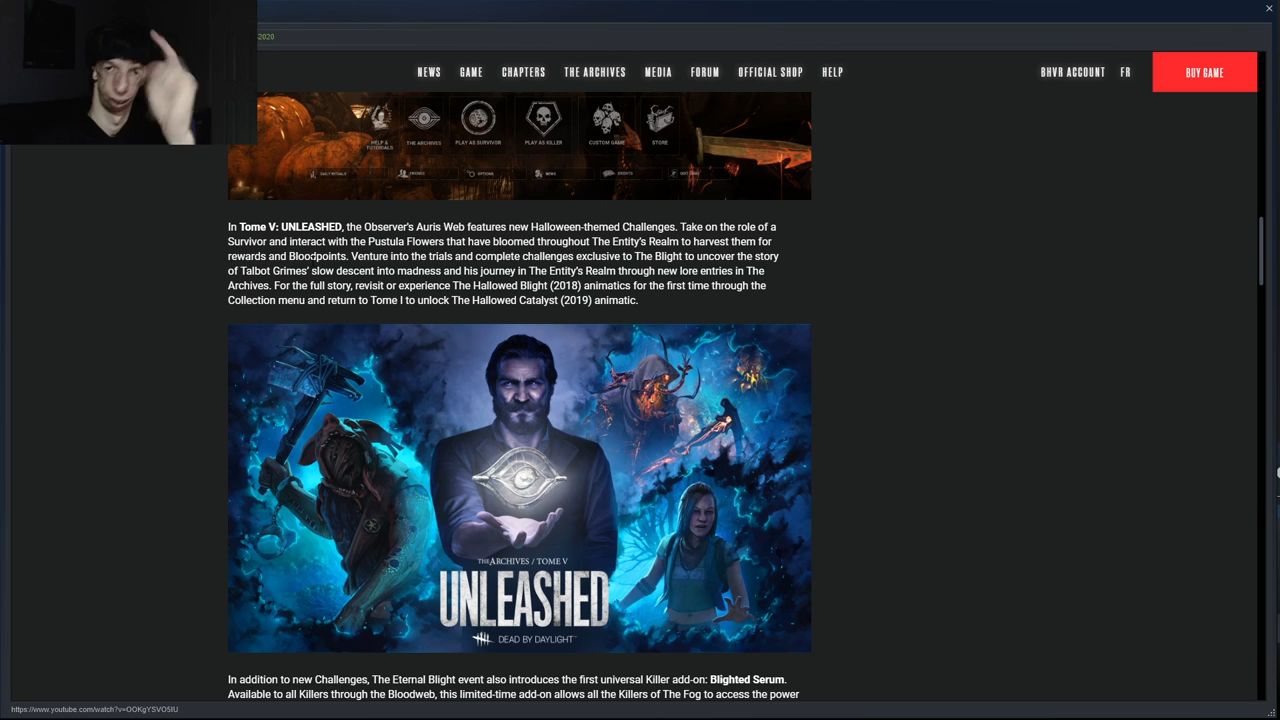 -2020
NEWS GAME CHAPTERS THE ARCHIVES MEDIA FORUM OFFICIAL SHOP HELP BHVR ACCOUNT FR BUY GAME
HELP & TUTORIALS THE ARCHIVES PLAY AS SURVIVOR PLAY AS KILLER CUSTOM GAME STORE
DAILY RITUALS FRIENDS OPTIONS NEWS CREDITS
In Tome V: UNLEASHED, the Observer's Auris Web features new Halloween-themed Challenges. Take on the role of a
Survivor and interact with the Pustula Flowers that have bloomed throughout The Entity's Realm to harvest them for
rewards and Bloodpoints. Venture into the trials and complete challenges exclusive to The Blight to uncover the story
of Talbot Grimes' slow descent into madness and his journey in The Entity's Realm through new lore entries in The
Archives. For the full story, revisit or experience The Hallowed Blight (2018) animatics for the first time through the
Collection menu and return to Tome I to unlock The Hallowed Catalyst (2019) animatic.
THE ARCHIVES / TOME V
UNLEASHED
DEAD BY DAYLIGHT™
In addition to new Challenges, The Eternal Blight event also introduces the first universal Killer add-on: Blighted Serum.
Available to all Killers through the Bloodweb, this limited-time add-on allows all the Killers of The Fog to access the power
https://www.youtube.com/watch?v=OOKgYSVO5IU